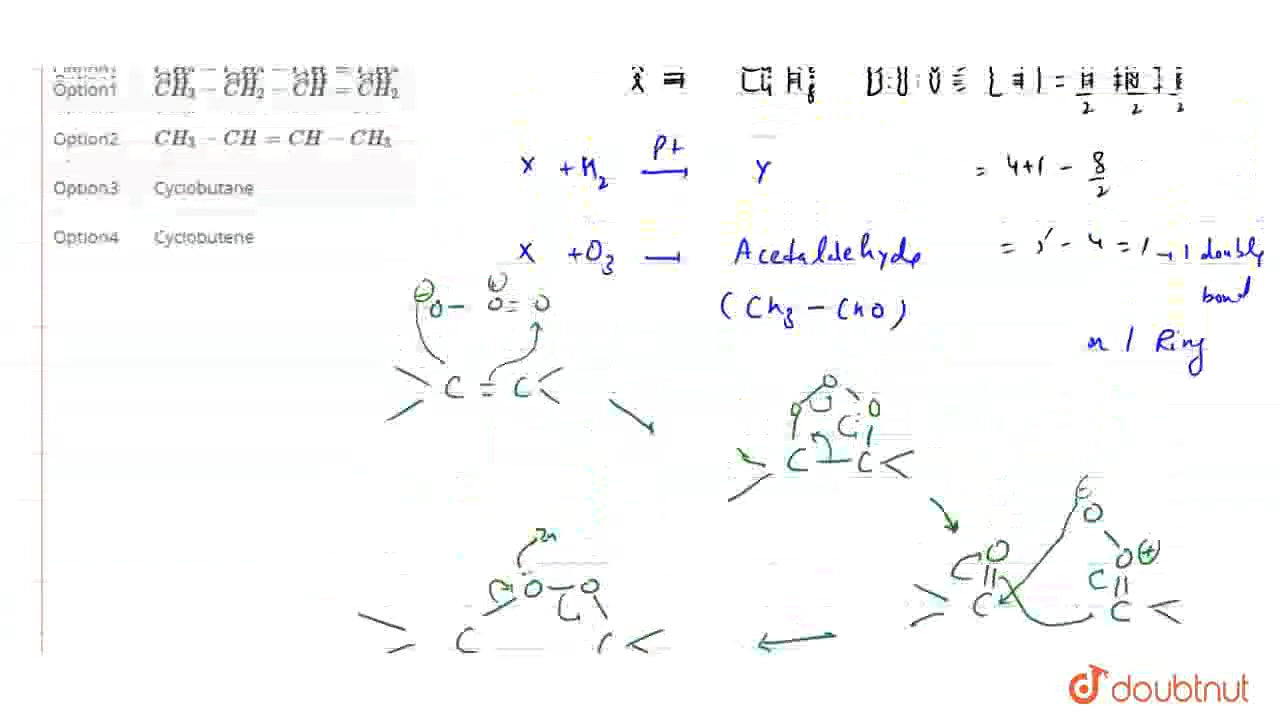 Option1 CH₃ − CH₂ − CH = CH₂
Option2 CH₃ − CH = CH − CH₃
Option3 Cyclobutane
Option4 Cyclobutene
X =
X + H₂ Pt → Y
= 4+1 − 8/2
X + O₃ → Acetaldehyde
(CH₃ − CHO)
= 5 − 4 = 1 → 1 double
bond
or 1 Ring
⊖ O − O = O
C = C
O
O O
C − C
O
O O ⊕
C C
Zn
O − O
C C
doubtnut